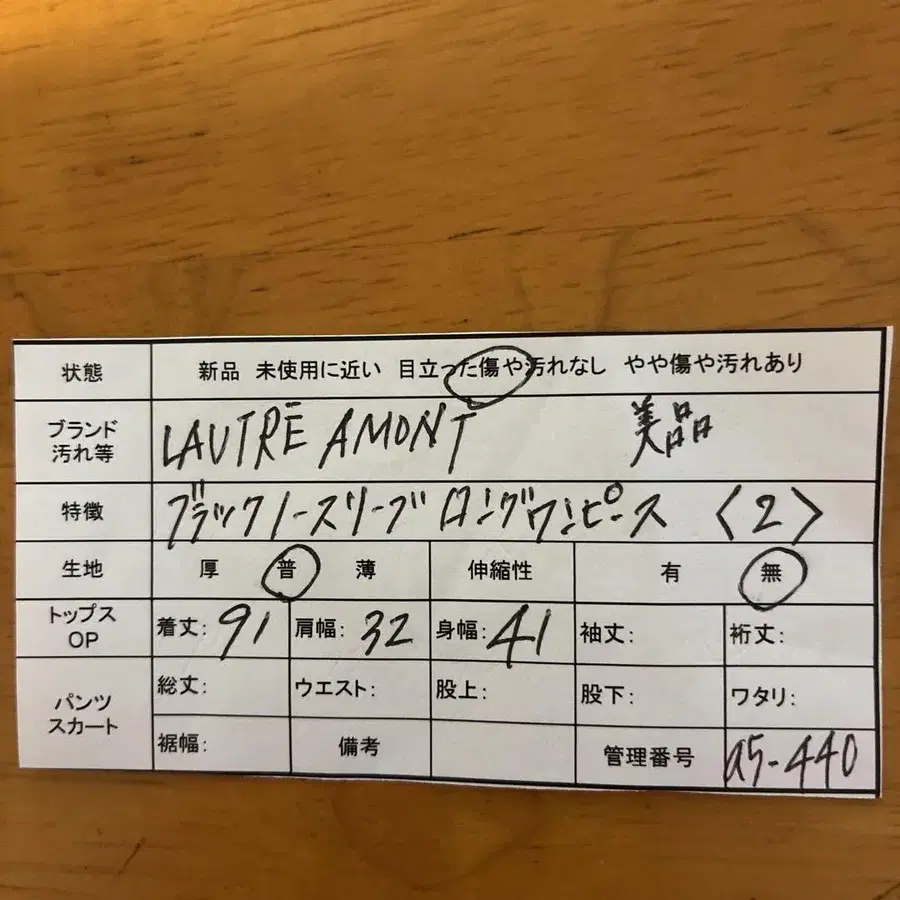 状態 新品 未使用に近い 目立った傷や汚れなし やや傷や汚れあり
ブランド
汚れ等
LAUTRÉ AMONT 美品
特徴 ブラックノースリーブロングワンピース 〈2〉
生地 厚 普 薄 伸縮性 有 無
トップス
OP
着丈: 91 肩幅: 32 身幅: 41 袖丈: 裄丈:
パンツ
スカート
総丈: ウエスト: 股上: 股下: ワタリ:
裾幅: 備考 管理番号 a5-440